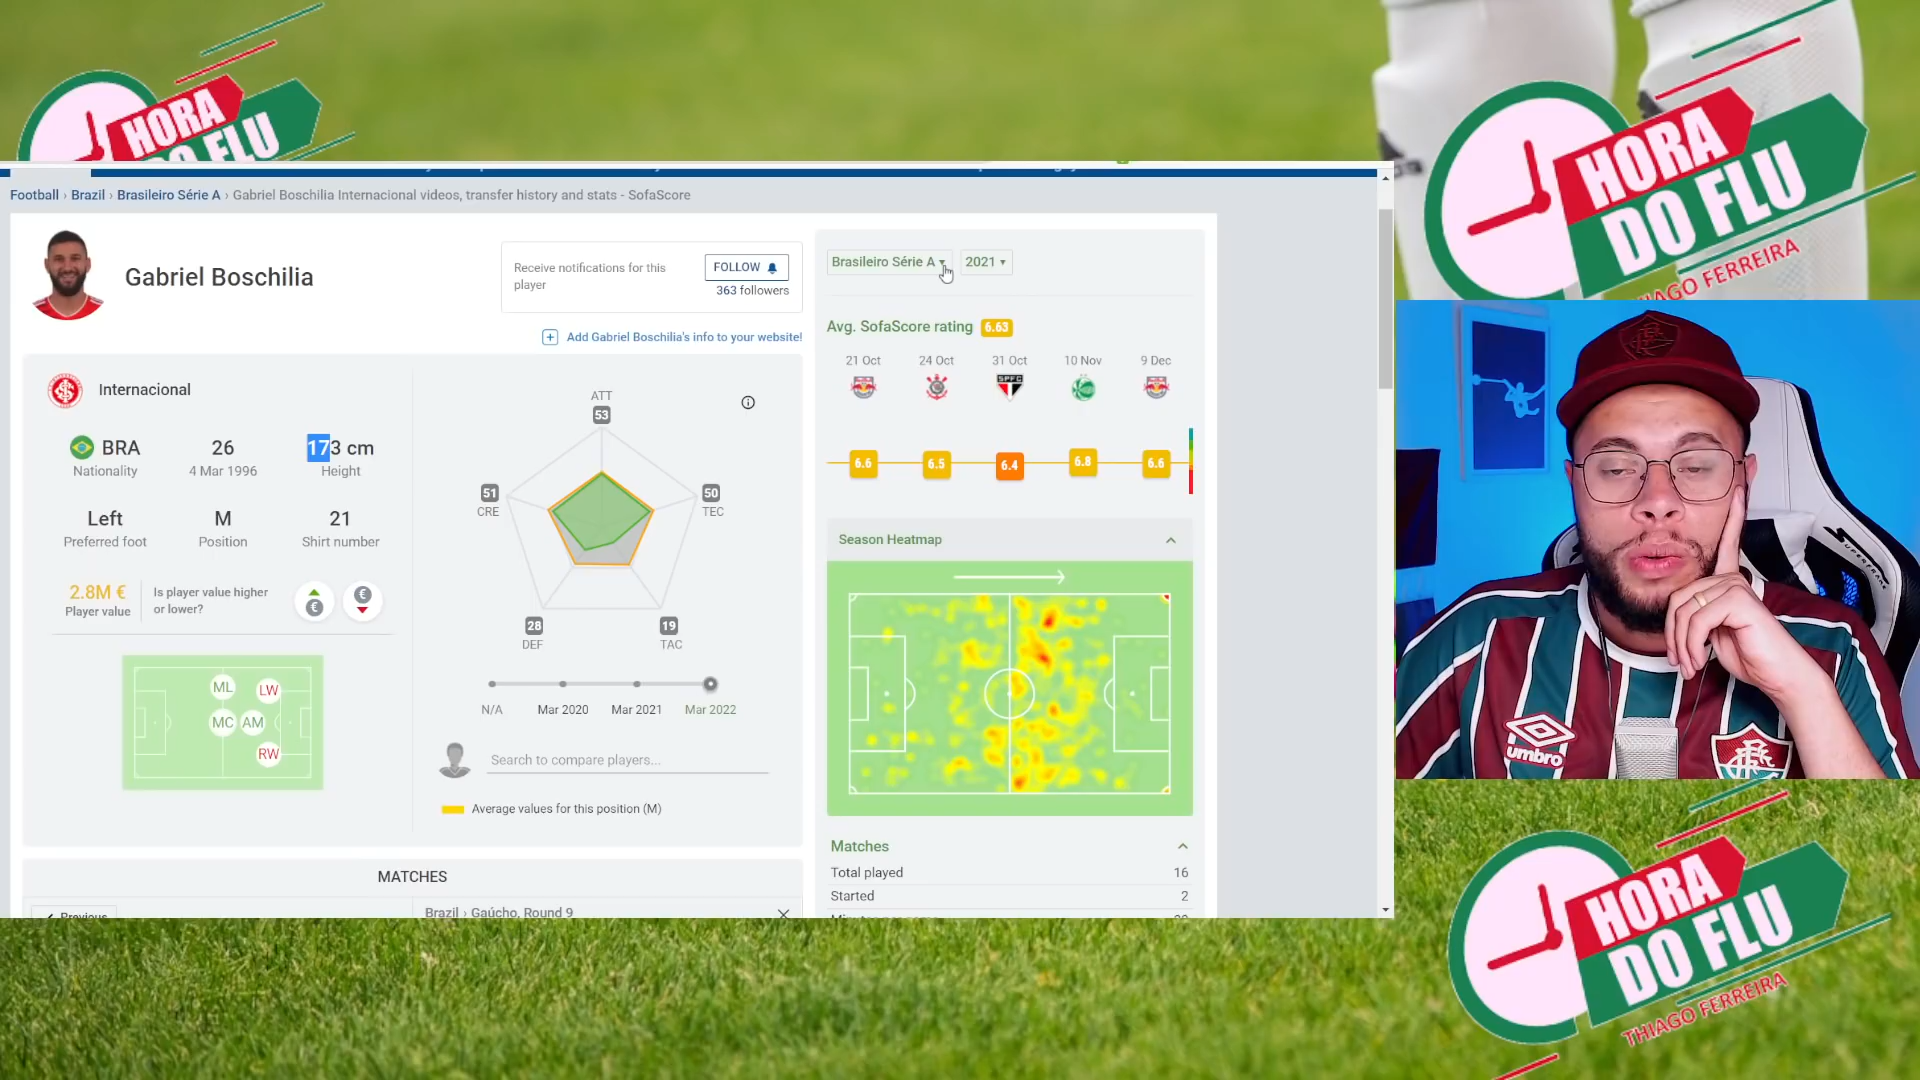 HORA
DO FLU
HORA
DO FLU
THIAGO FERREIRA
Football › Brazil › Brasileiro Série A › Gabriel Boschilia Internacional videos, transfer history and stats - SofaScore
Gabriel Boschilia
Receive notifications for this
player
FOLLOW
363 followers
Add Gabriel Boschilia's info to your website!
Internacional
BRA
Nationality
26
4 Mar 1996
173 cm
Height
Left
Preferred foot
M
Position
21
Shirt number
2.8M €
Player value
Is player value higher
or lower?
ML
LW
MC
AM
RW
ATT
53
51
CRE
50
TEC
28
DEF
19
TAC
N/A
Mar 2020
Mar 2021
Mar 2022
Search to compare players...
Average values for this position (M)
MATCHES
Previous
Brazil › Gaúcho, Round 9
Brasileiro Série A
2021
Avg. SofaScore rating 6.63
21 Oct
24 Oct
31 Oct
10 Nov
9 Dec
SPFC
6.6
6.5
6.4
6.8
6.6
Season Heatmap
Matches
Total played 16
Started 2
umbro
HORA
DO FLU
THIAGO FERREIRA